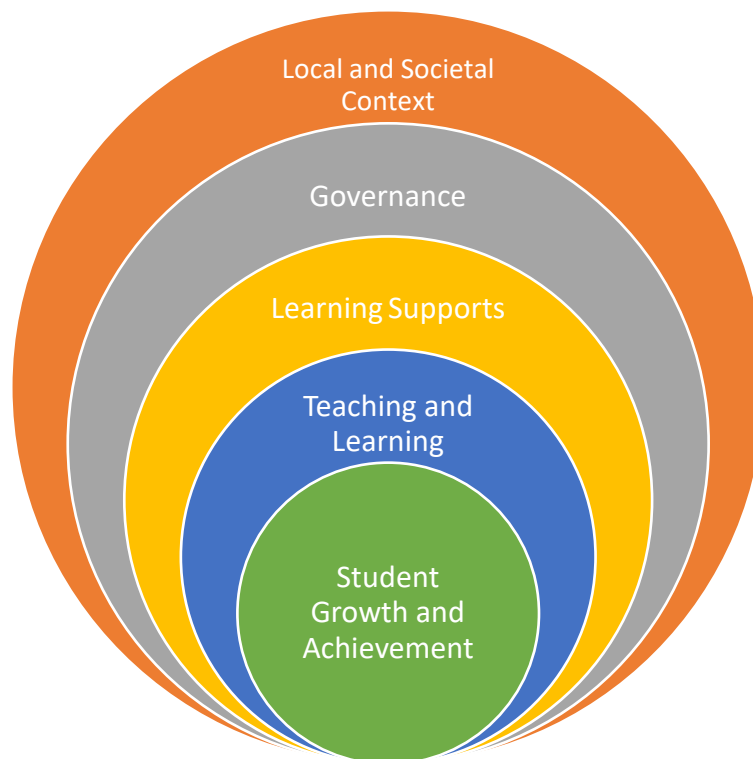 Local and Societal
Context
Governance
Learning Supports
Teaching and
Learning
Student
Growth and
Achievement